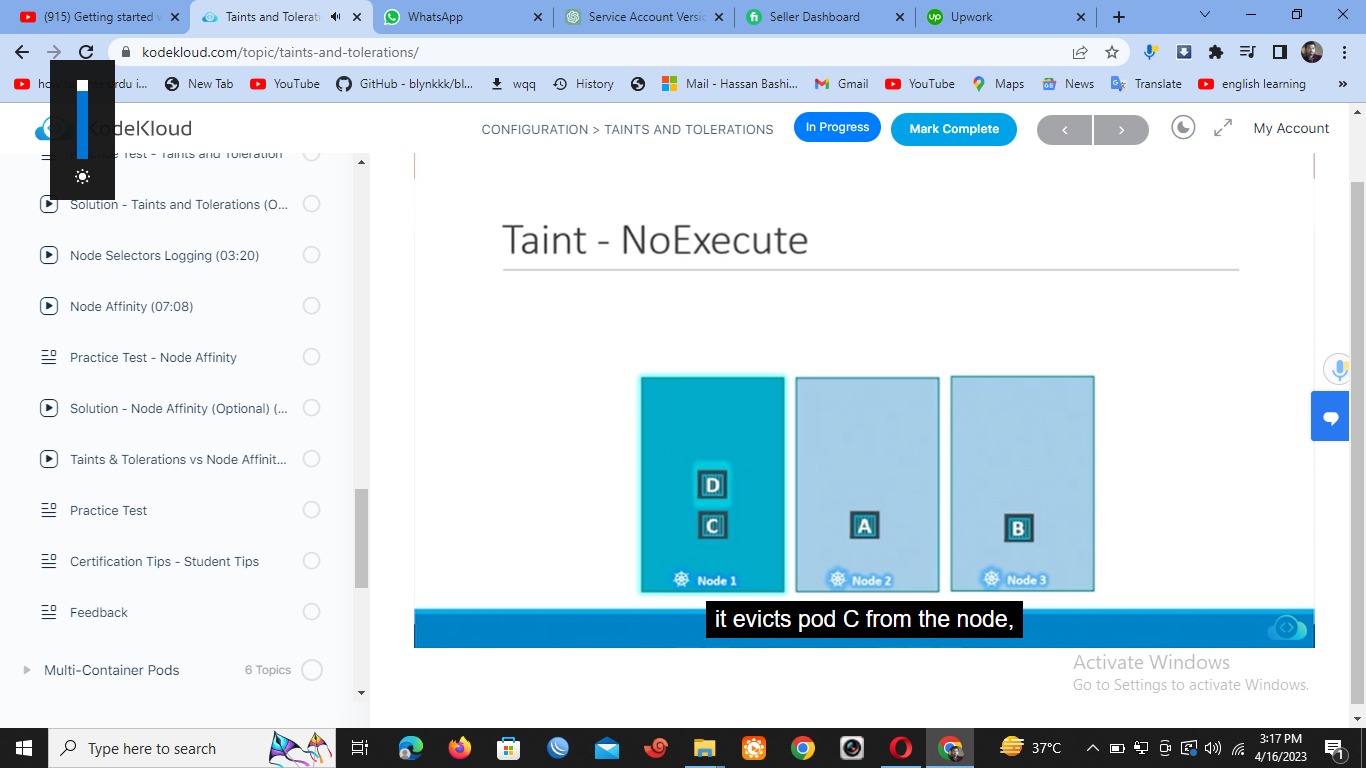 (915) Getting started w
Taints and Tolerati
WhatsApp
Service Account Versio
Seller Dashboard
Upwork
kodekloud.com/topic/taints-and-tolerations/
how to urdu i...
New Tab
YouTube
GitHub - blynkkk/bl...
wqq
History
Mail - Hassan Bashi...
Gmail
YouTube
Maps
News
Translate
english learning
»
KodeKloud
CONFIGURATION > TAINTS AND TOLERATIONS
In Progress
Mark Complete
My Account
Practice Test - Taints and Toleration
Solution - Taints and Tolerations (O...
Node Selectors Logging (03:20)
Node Affinity (07:08)
Practice Test - Node Affinity
Solution - Node Affinity (Optional) (...
Taints & Tolerations vs Node Affinit...
Practice Test
Certification Tips - Student Tips
Feedback
Multi-Container Pods
6 Topics
Taint - NoExecute
D
C
A
B
Node 1
Node 2
Node 3
it evicts pod C from the node,
Activate Windows
Go to Settings to activate Windows.
Type here to search
37°C
3:17 PM
4/16/2023
1